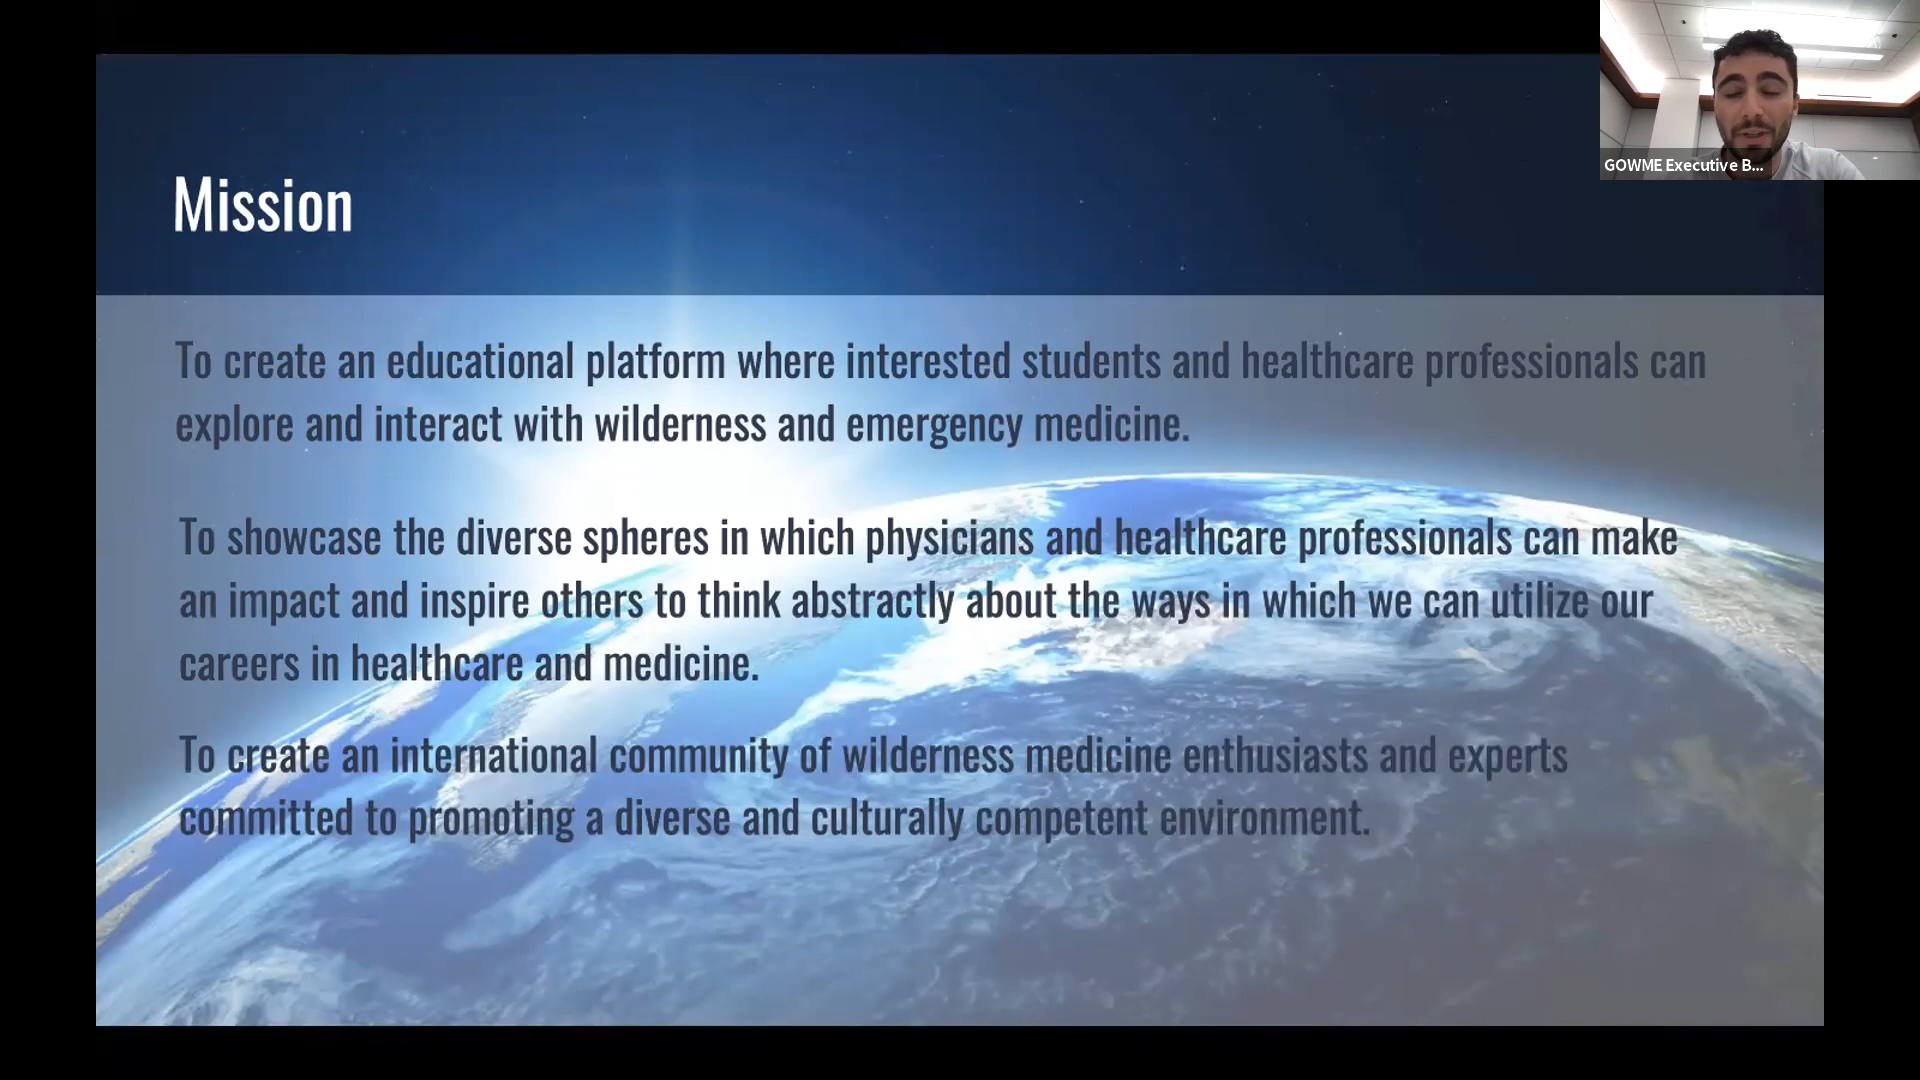 GOWME Executive B...
Mission
To create an educational platform where interested students and healthcare professionals can
explore and interact with wilderness and emergency medicine.
To showcase the diverse spheres in which physicians and healthcare professionals can make
an impact and inspire others to think abstractly about the ways in which we can utilize our
careers in healthcare and medicine.
To create an international community of wilderness medicine enthusiasts and experts
committed to promoting a diverse and culturally competent environment.